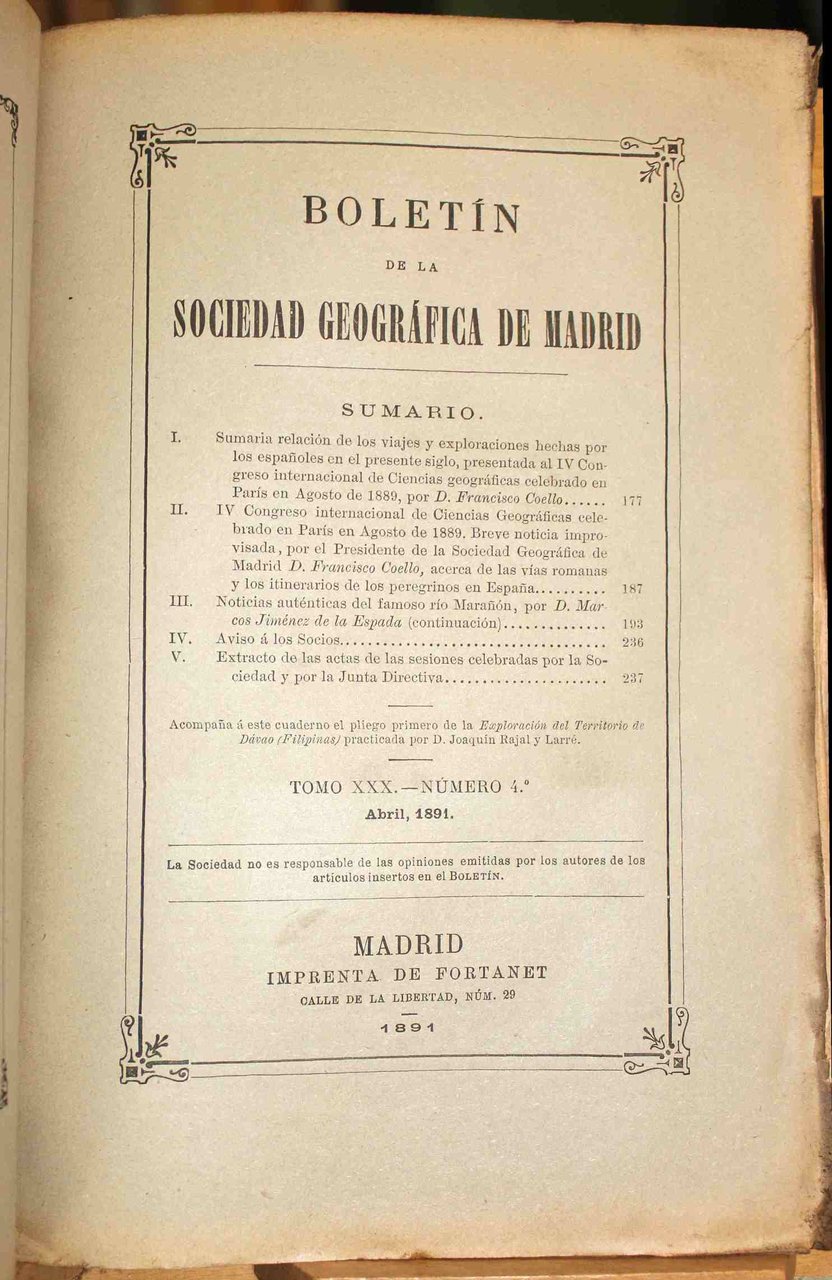 BOLETÍN
DE LA
SOCIEDAD GEOGRÁFICA DE MADRID
SUMARIO.
I. Sumaria relación de los viajes y exploraciones hechas por
los españoles en el presente siglo, presentada al IV Con-
greso internacional de Ciencias geográficas celebrado en
París en Agosto de 1889, por D. Francisco Coello...... 177
II. IV Congreso internacional de Ciencias Geográficas cele-
brado en París en Agosto de 1889. Breve noticia impro-
visada, por el Presidente de la Sociedad Geográfica de
Madrid D. Francisco Coello, acerca de las vías romanas
y los itinerarios de los peregrinos en España.......... 187
III. Noticias auténticas del famoso río Marañón, por D. Mar-
cos Jiménez de la Espada (continuación).............. 193
IV. Aviso á los Socios.................................... 236
V. Extracto de las actas de las sesiones celebradas por la So-
ciedad y por la Junta Directiva...................... 237
Acompaña á este cuaderno el pliego primero de la Exploración del Territorio de
Dávao (Filipinas) practicada por D. Joaquín Rajal y Larré.
TOMO XXX.—NÚMERO 4.º
Abril, 1891.
La Sociedad no es responsable de las opiniones emitidas por los autores de los
artículos insertos en el BOLETÍN.
MADRID
IMPRENTA DE FORTANET
CALLE DE LA LIBERTAD, NÚM. 29
1891